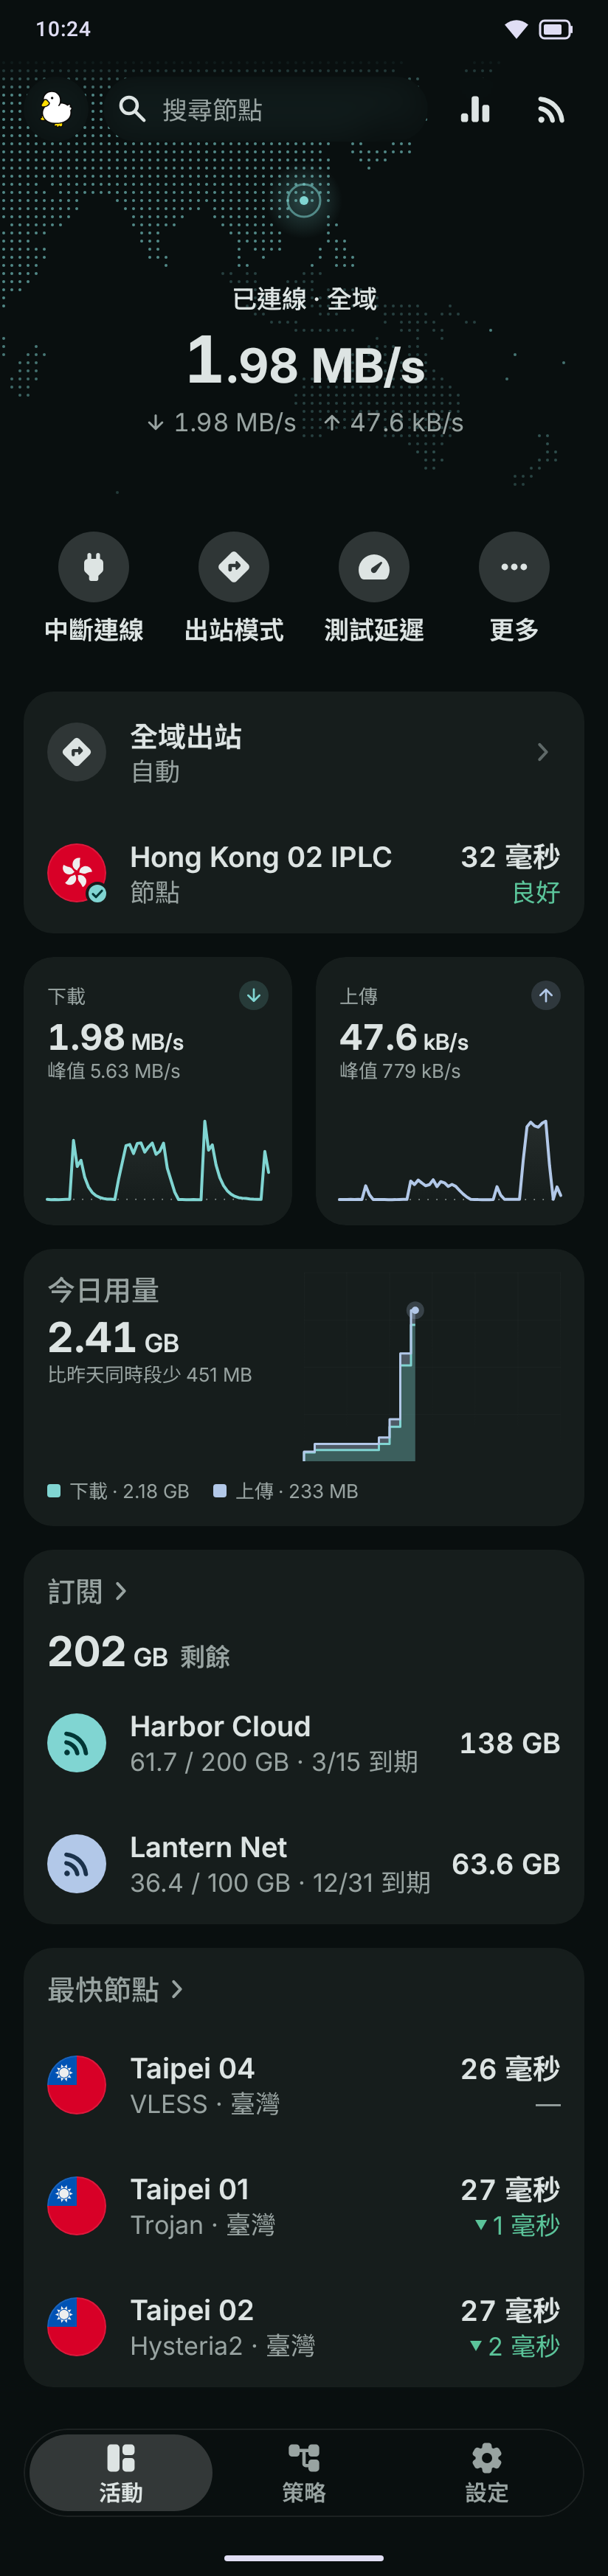 10:24
搜尋節點
已連線 · 全域
1.98 MB/s
↓ 1.98 MB/s ↑ 47.6 kB/s
中斷連線 出站模式 測試延遲 更多
全域出站
自動
Hong Kong 02 IPLC 32 毫秒
節點 良好
下載 上傳
1.98 MB/s 47.6 kB/s
峰值 5.63 MB/s 峰值 779 kB/s
今日用量
2.41 GB
比昨天同時段少 451 MB
下載 · 2.18 GB 上傳 · 233 MB
訂閱
202 GB 剩餘
Harbor Cloud 138 GB
61.7 / 200 GB · 3/15 到期
Lantern Net 63.6 GB
36.4 / 100 GB · 12/31 到期
最快節點
Taipei 04 26 毫秒
VLESS · 臺灣 —
Taipei 01 27 毫秒
Trojan · 臺灣 ▼1 毫秒
Taipei 02 27 毫秒
Hysteria2 · 臺灣 ▼2 毫秒
活動 策略 設定